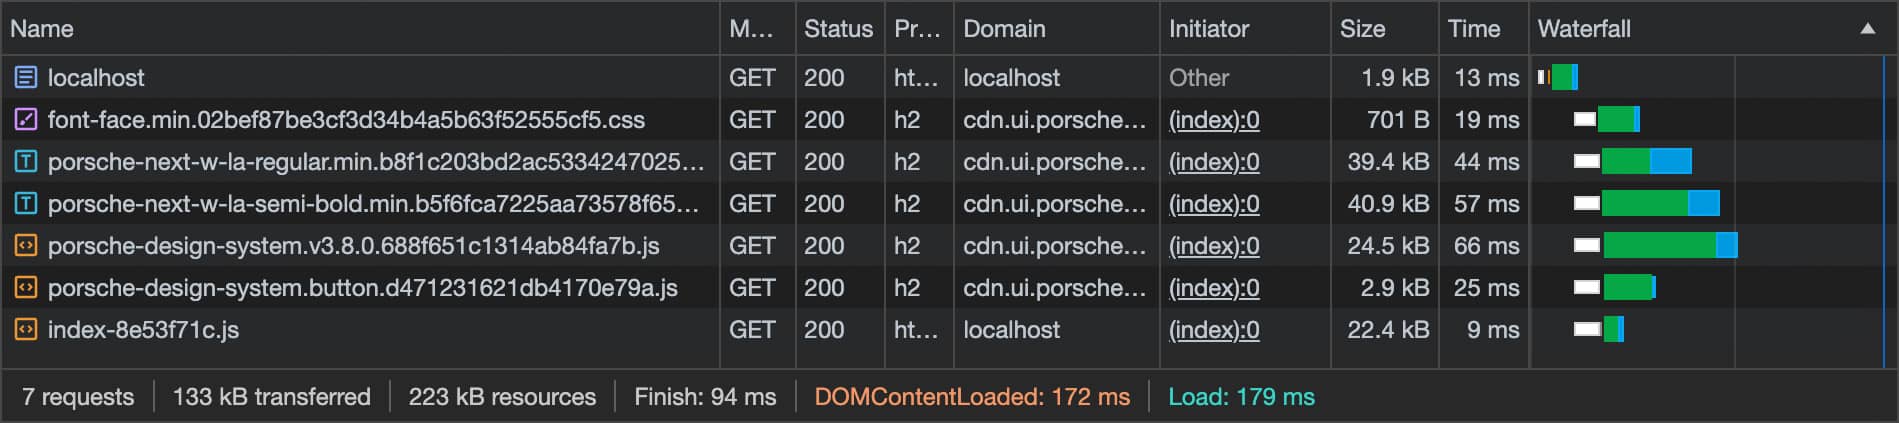 Name M... Status Pr... Domain Initiator Size Time Waterfall
localhost GET 200 ht... localhost Other 1.9 kB 13 ms
font-face.min.02bef87be3cf3d34b4a5b63f52555cf5.css GET 200 h2 cdn.ui.porsche... (index):0 701 B 19 ms
porsche-next-w-la-regular.min.b8f1c203bd2ac5334247025... GET 200 h2 cdn.ui.porsche... (index):0 39.4 kB 44 ms
porsche-next-w-la-semi-bold.min.b5f6fca7225aa73578f65... GET 200 h2 cdn.ui.porsche... (index):0 40.9 kB 57 ms
porsche-design-system.v3.8.0.688f651c1314ab84fa7b.js GET 200 h2 cdn.ui.porsche... (index):0 24.5 kB 66 ms
porsche-design-system.button.d471231621db4170e79a.js GET 200 h2 cdn.ui.porsche... (index):0 2.9 kB 25 ms
index-8e53f71c.js GET 200 ht... localhost (index):0 22.4 kB 9 ms
7 requests 133 kB transferred 223 kB resources Finish: 94 ms DOMContentLoaded: 172 ms Load: 179 ms